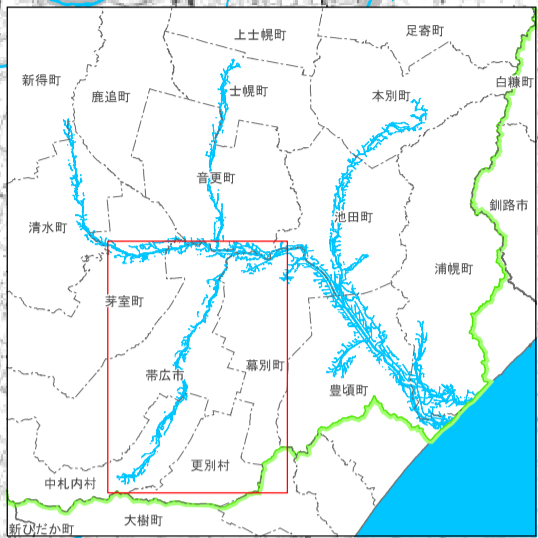 上士幌町
足寄町
新得町
鹿追町
士幌町
本別町
白糠町
音更町
池田町
釧路市
清水町
浦幌町
芽室町
帯広市
幕別町
豊頃町
更別村
中札内村
大樹町
新ひだか町